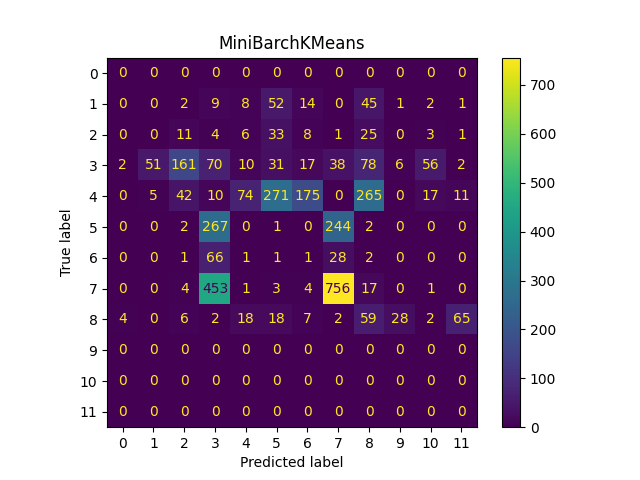 MiniBarchKMeans
0 0 0 0 0 0 0 0 0 0 0 0 0
1 0 0 2 9 8 52 14 0 45 1 2 1
2 0 0 11 4 6 33 8 1 25 0 3 1
3 2 51 161 70 10 31 17 38 78 6 56 2
4 0 5 42 10 74 271 175 0 265 0 17 11
5 0 0 2 267 0 1 0 244 2 0 0 0
6 0 0 1 66 1 1 1 28 2 0 0 0
7 0 0 4 453 1 3 4 756 17 0 1 0
8 4 0 6 2 18 18 7 2 59 28 2 65
9 0 0 0 0 0 0 0 0 0 0 0 0
10 0 0 0 0 0 0 0 0 0 0 0 0
11 0 0 0 0 0 0 0 0 0 0 0 0
0 1 2 3 4 5 6 7 8 9 10 11
Predicted label
True label
700
600
500
400
300
200
100
0